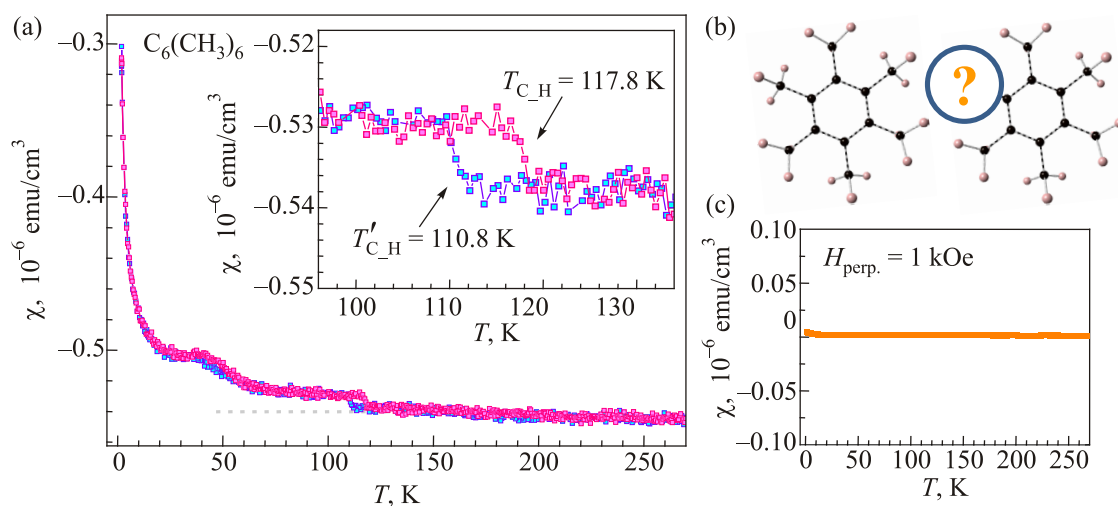 (a)
C6(CH3)6
χ, 10−6 emu/cm3
−0.3
−0.4
−0.5
0 50 100 150 200 250
T, K
χ, 10−6 emu/cm3
−0.52
−0.53
−0.54
−0.55
TC_H = 117.8 K
T′C_H = 110.8 K
100 110 120 130
T, K
(b)
?
(c)
χ, 10−6 emu/cm3
0.10
0.05
0
−0.05
−0.10
Hperp. = 1 kOe
0 50 100 150 200 250
T, K